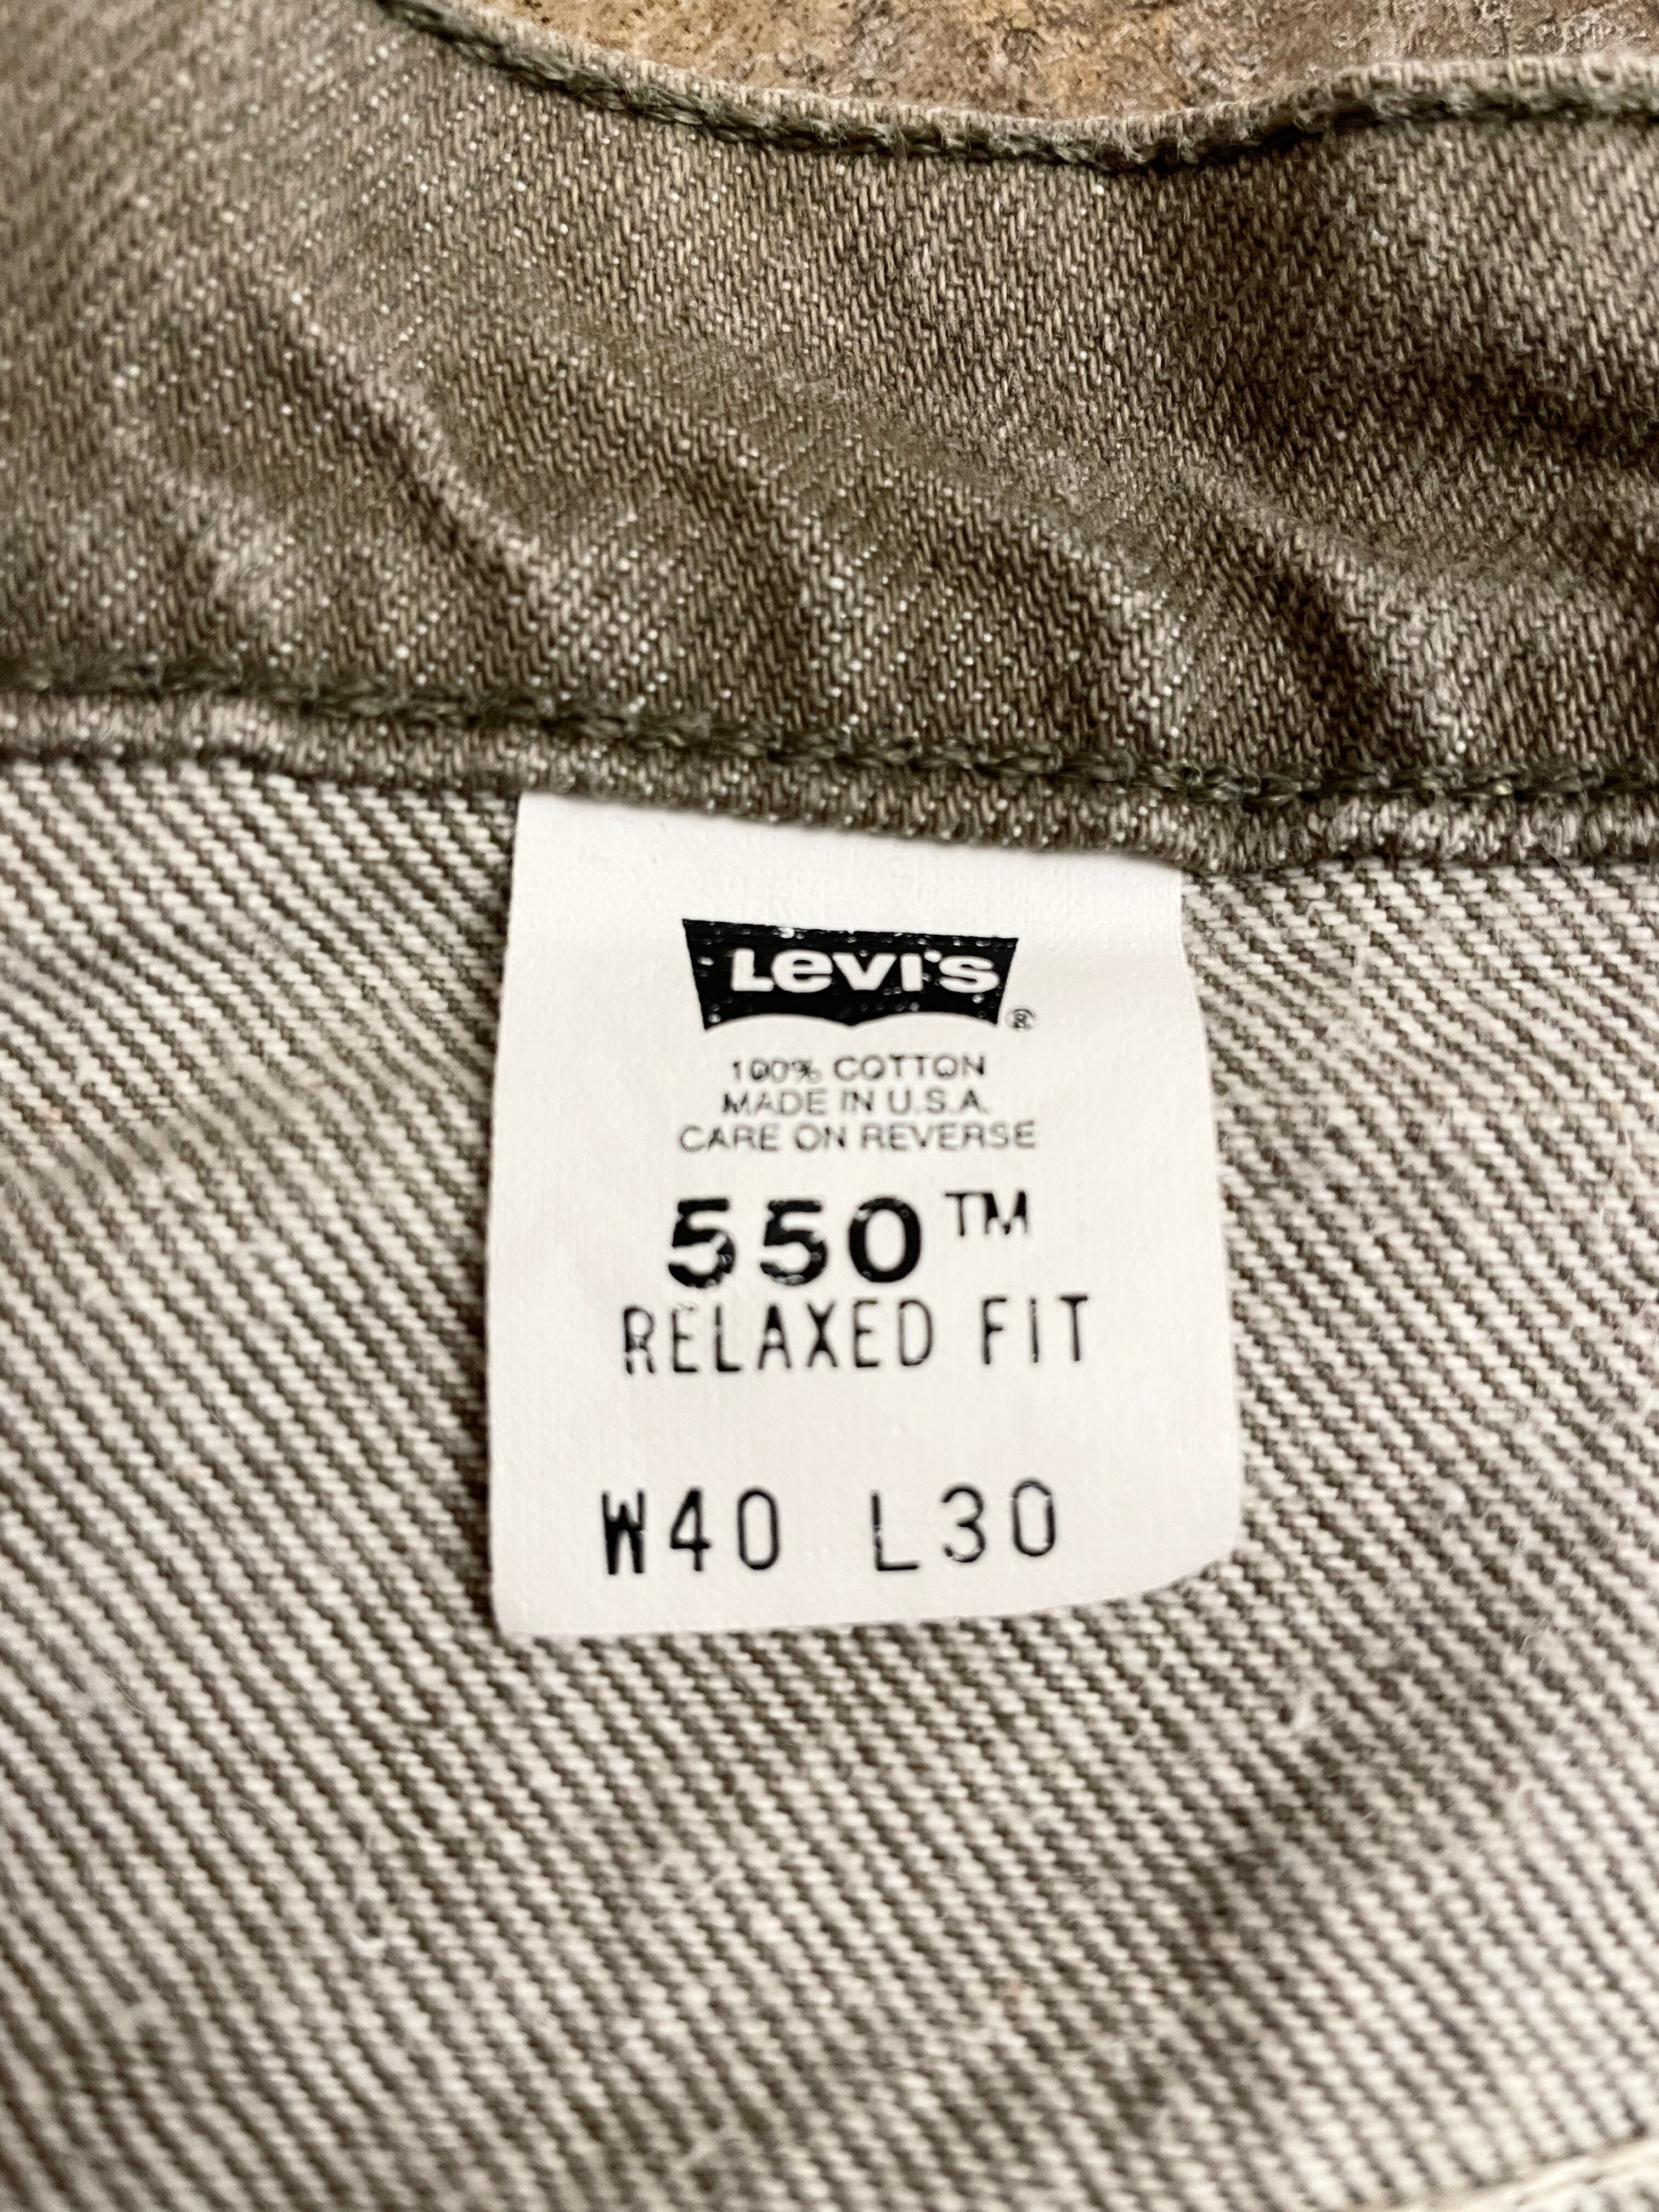 Levi's ®
100% COTTON
MADE IN U.S.A.
CARE ON REVERSE
550™
RELAXED FIT
W40 L30